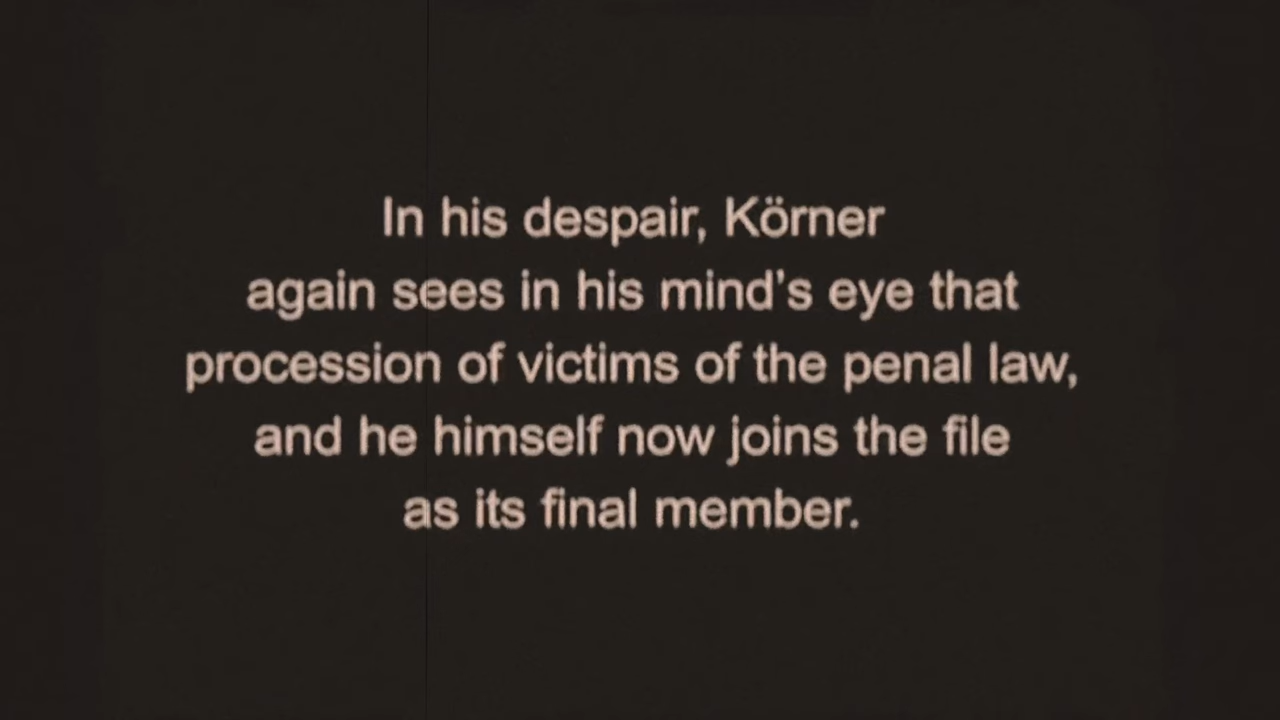 In his despair, Körner
again sees in his mind's eye that
procession of victims of the penal law,
and he himself now joins the file
as its final member.